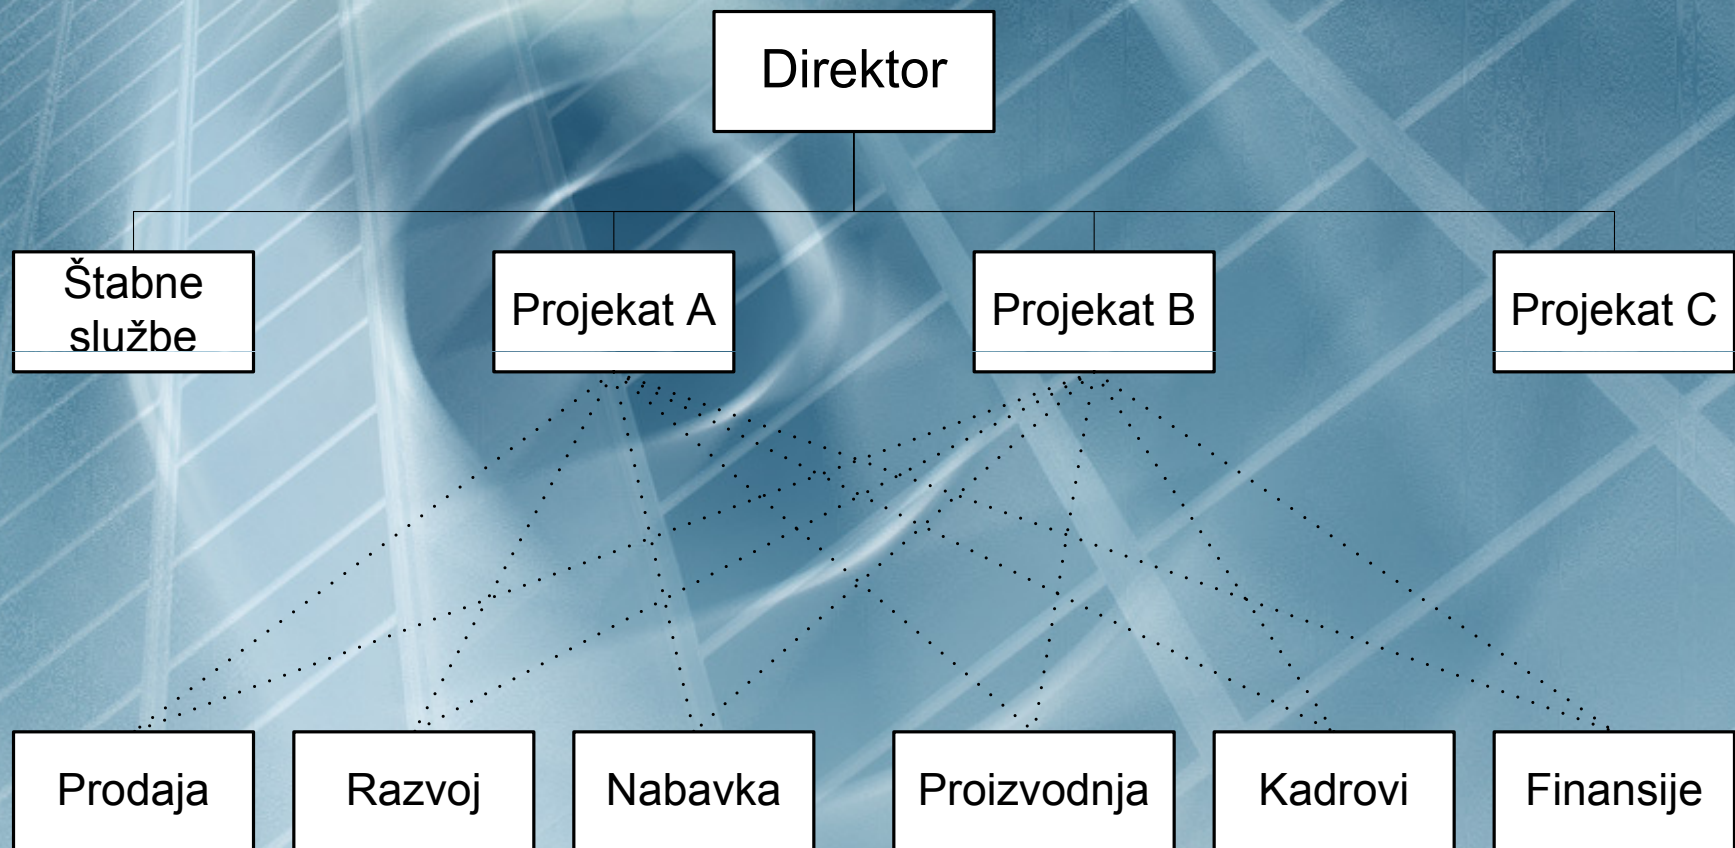 Direktor
Štabne
službe
Projekat A
Projekat B
Projekat C
Prodaja
Razvoj
Nabavka
Proizvodnja
Kadrovi
Finansije